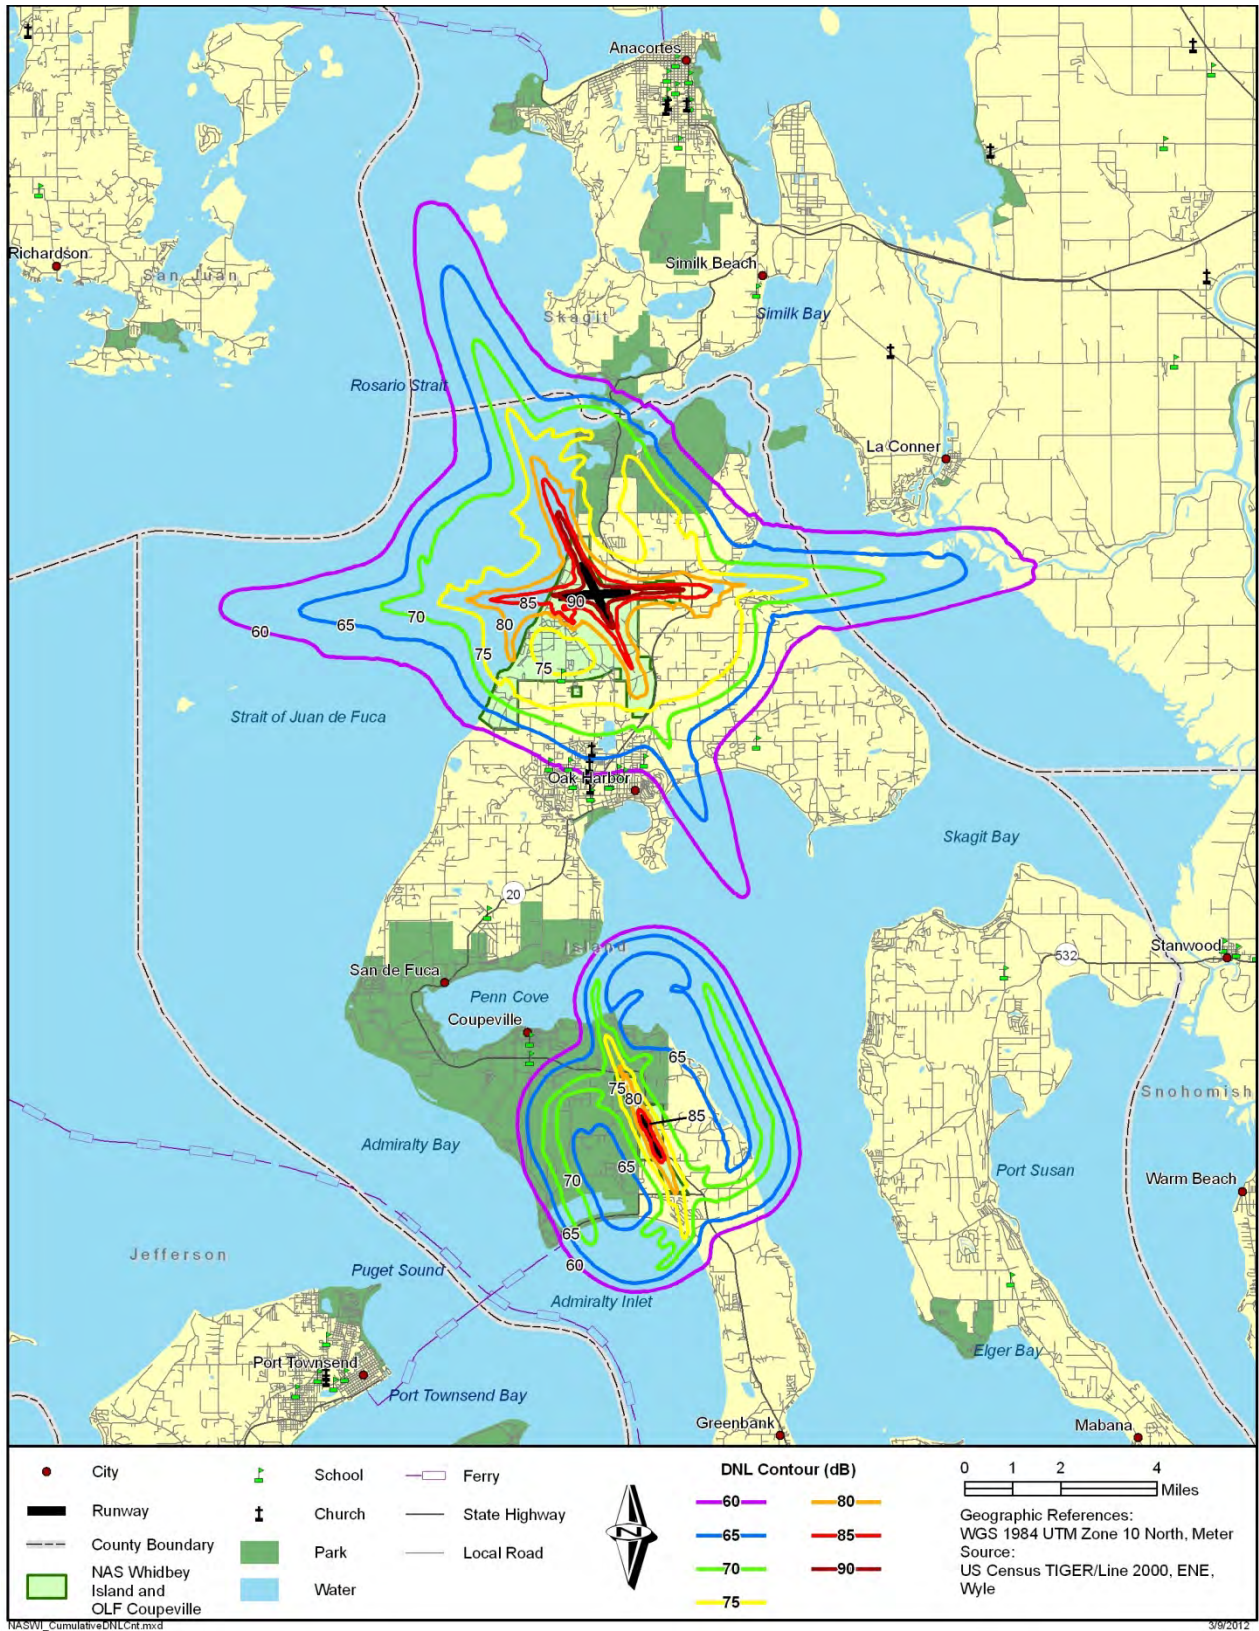 Anacortes
Richardson
San Juan
Similk Beach
Similk Bay
Skagit
Rosario Strait
La Conner
85
90
70
60
65
80
75
75
Strait of Juan de Fuca
Oak Harbor
Skagit Bay
20
Island
532
Stanwood
San de Fuca
Penn Cove
Coupeville
65
75
80
85
Snohomish
Admiralty Bay
65
70
Port Susan
Warm Beach
65
Jefferson
60
Puget Sound
Admiralty Inlet
Elger Bay
Port Townsend
Port Townsend Bay
Greenbank
Mabana
City
Runway
County Boundary
NAS Whidbey
Island and
OLF Coupeville
School
Church
Park
Water
Ferry
State Highway
Local Road
N
DNL Contour (dB)
60
65
70
75
80
85
90
0 1 2 4
Miles
Geographic References:
WGS 1984 UTM Zone 10 North, Meter
Source:
US Census TIGER/Line 2000, ENE,
Wyle
NASWI_CumulativeDNLCnt.mxd
3/9/2012